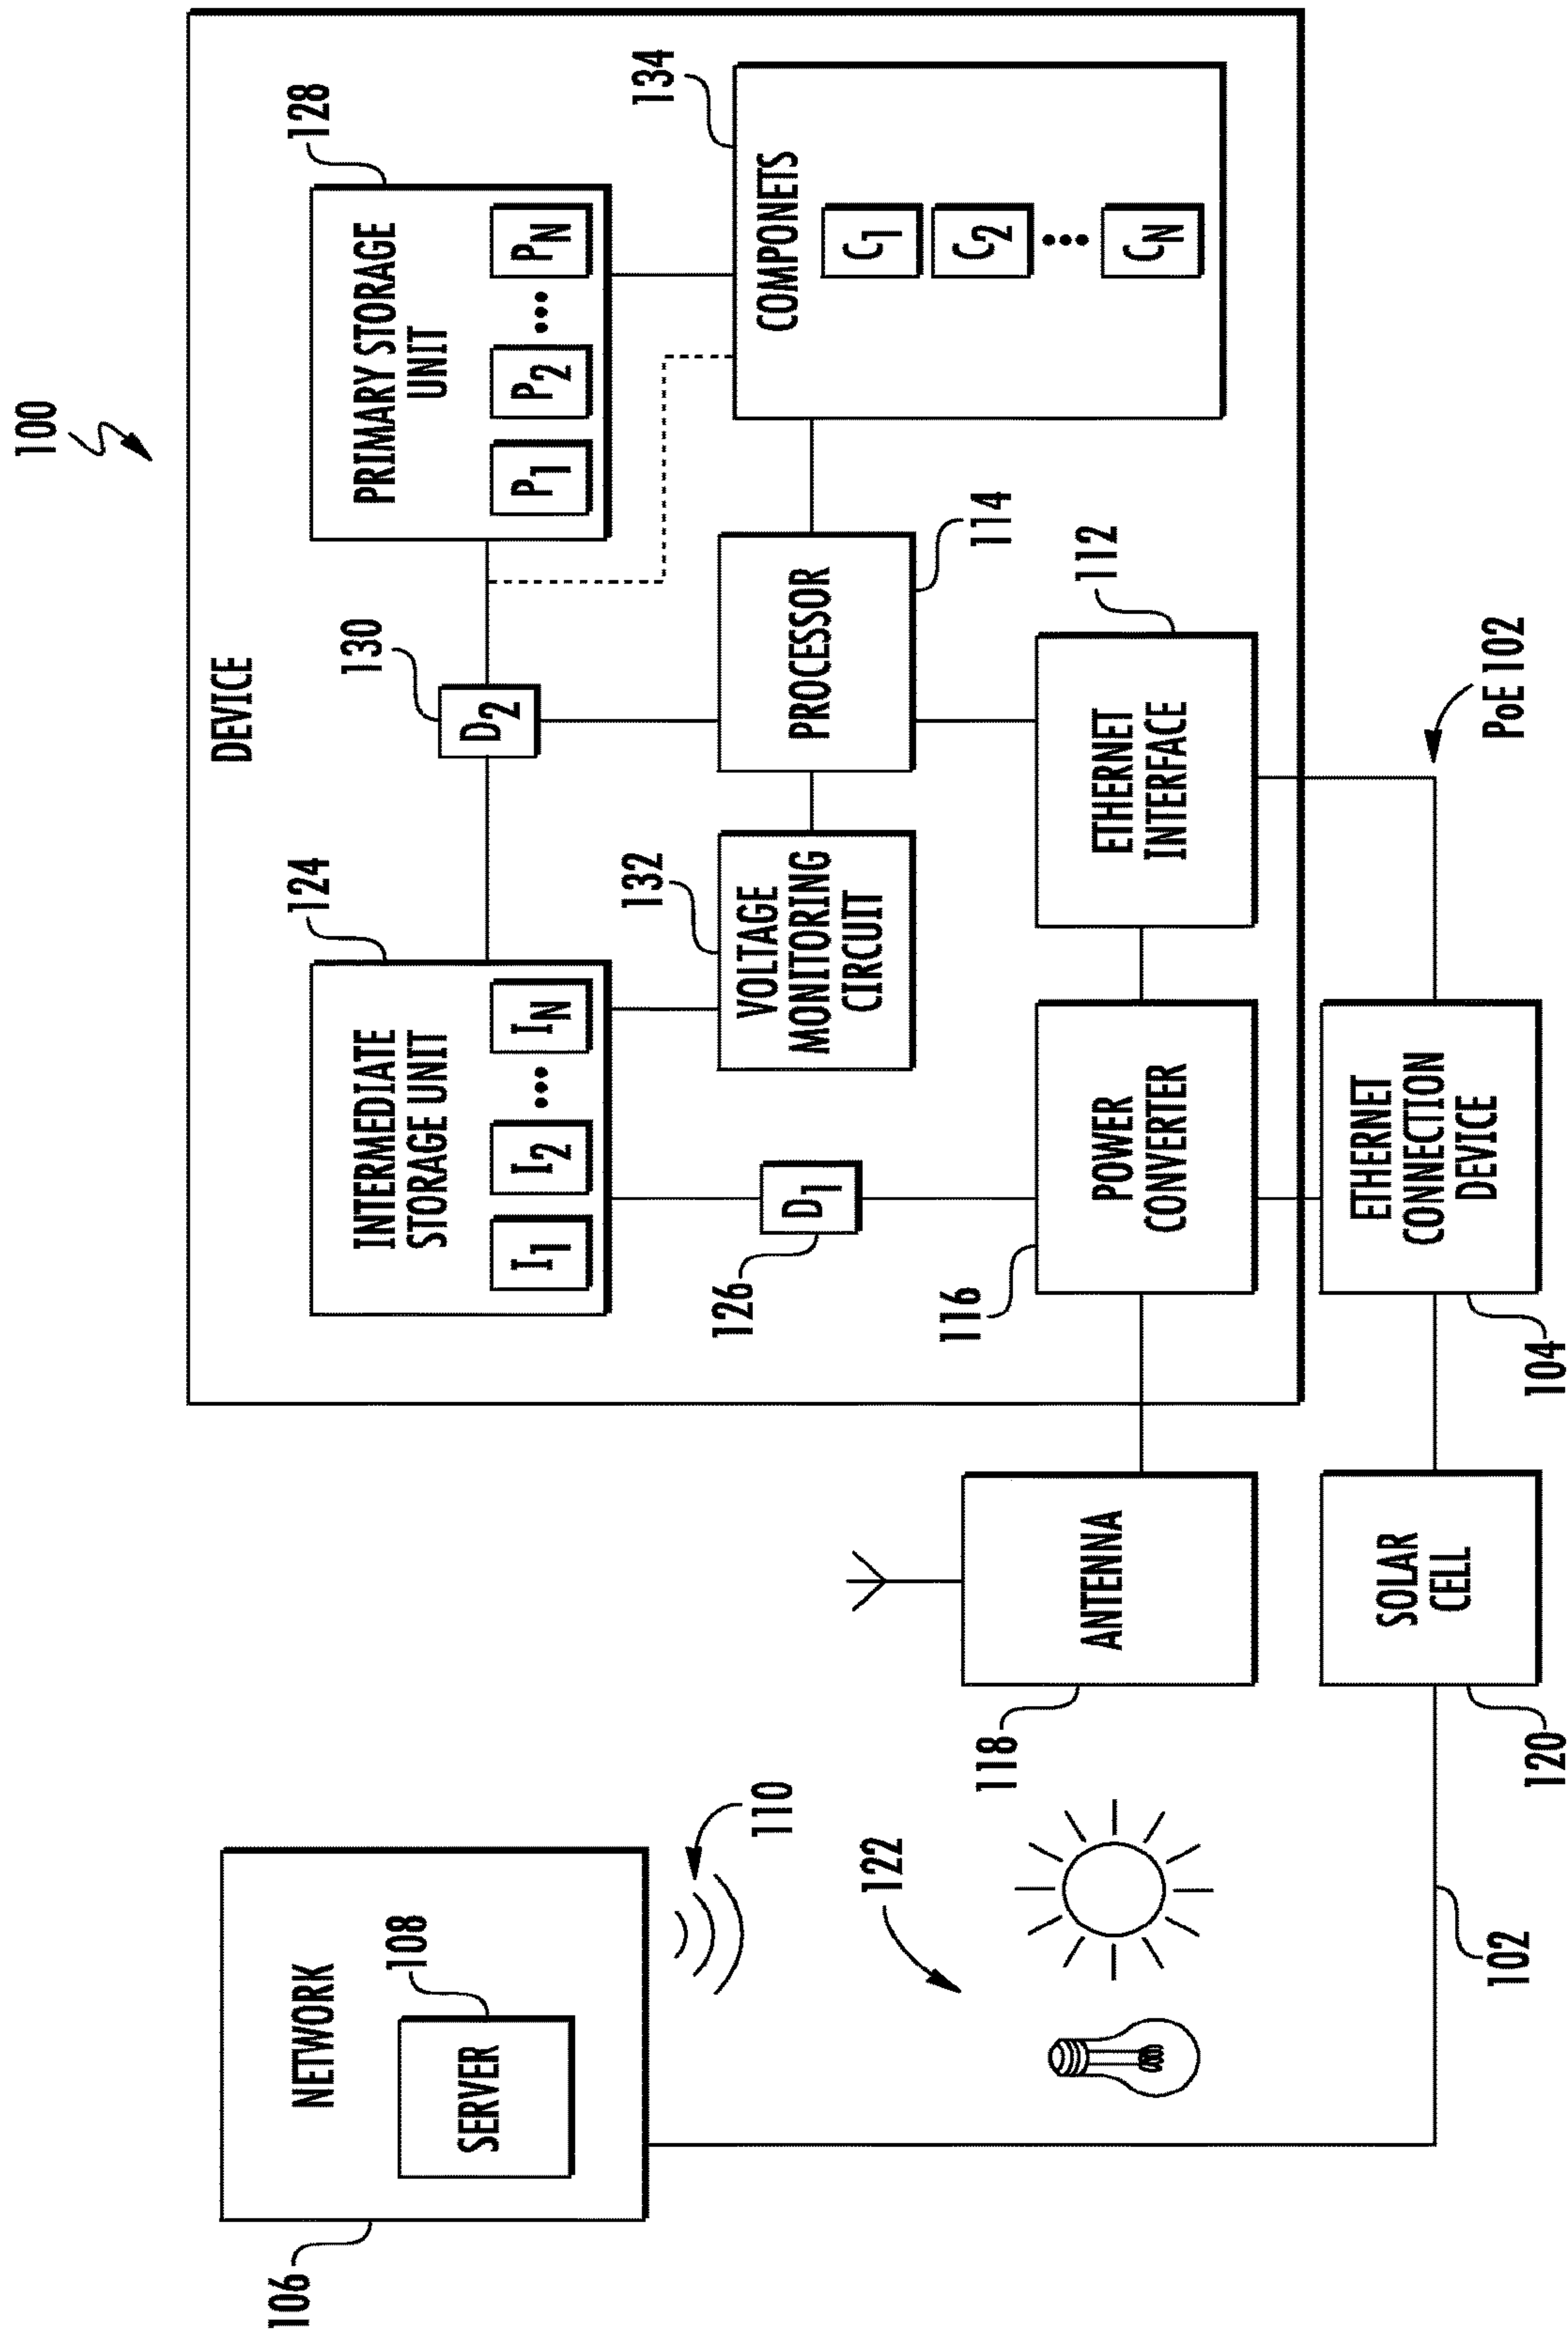 100
DEVICE
124
INTERMEDIATE
STORAGE UNIT
I1 I2 ... IN
130
D2
128
PRIMARY STORAGE
UNIT
P1 P2 ... PN
126
D1
132
VOLTAGE
MONITORING
CIRCUIT
PROCESSOR
114
134
COMPONETS
C1
C2
...
CN
116
POWER
CONVERTER
112
ETHERNET
INTERFACE
NETWORK
106
108
SERVER
110
122
118
ANTENNA
102
120
SOLAR
CELL
104
ETHERNET
CONNECTION
DEVICE
PoE 102